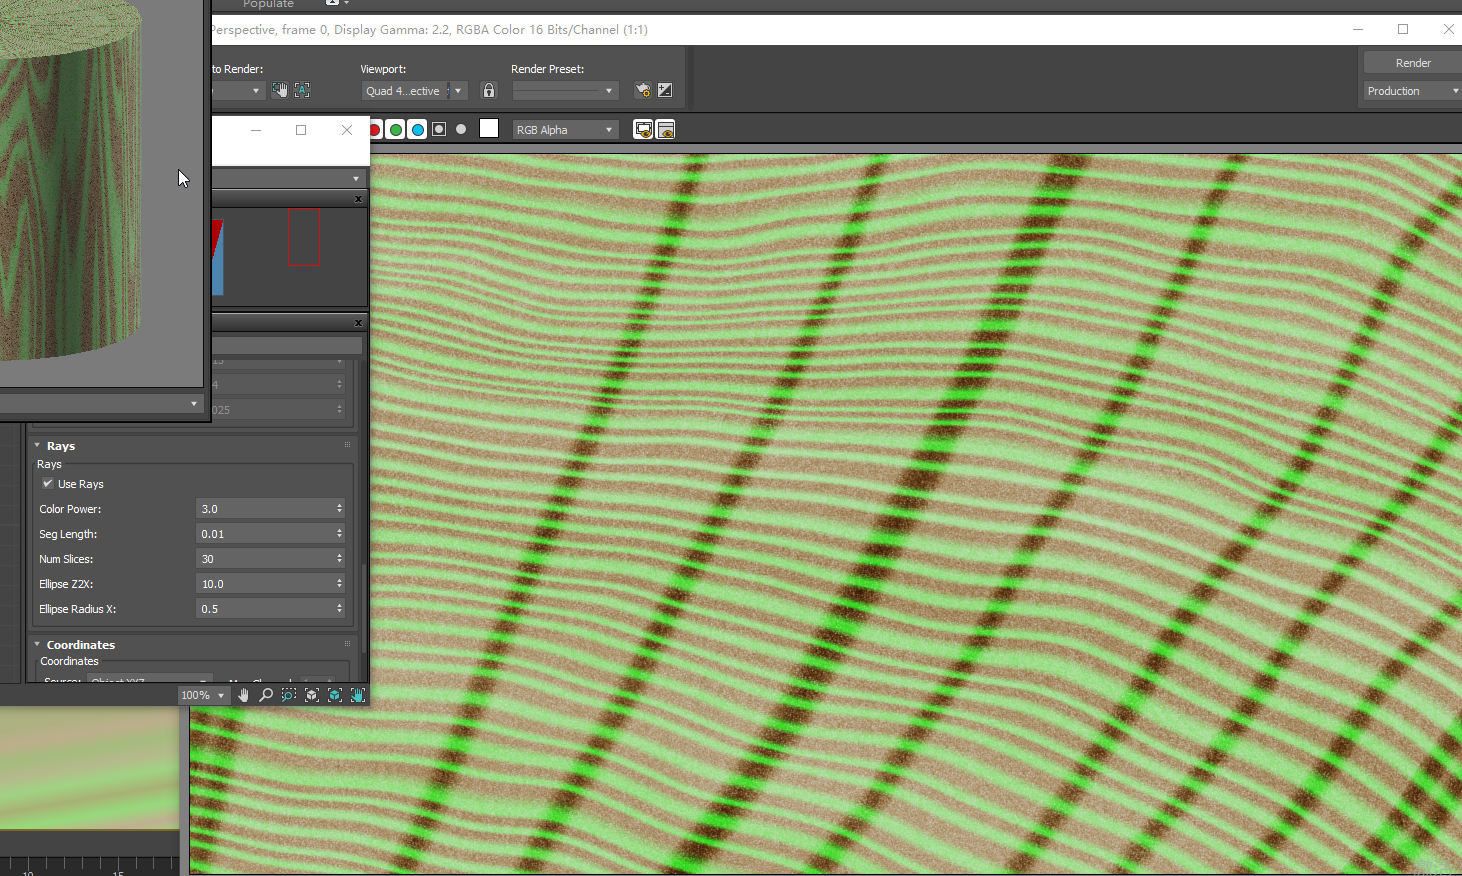 Populate
Perspective, frame 0, Display Gamma: 2.2, RGBA Color 16 Bits/Channel (1:1)
to Render:
Viewport:
Render Preset:
Quad 4...ective
Render
Production
RGB Alpha
4
025
Rays
Rays
Use Rays
Color Power: 3.0
Seg Length: 0.01
Num Slices: 30
Ellipse Z2X: 10.0
Ellipse Radius X: 0.5
Coordinates
Coordinates
Source: Object XYZ
100%
10 15